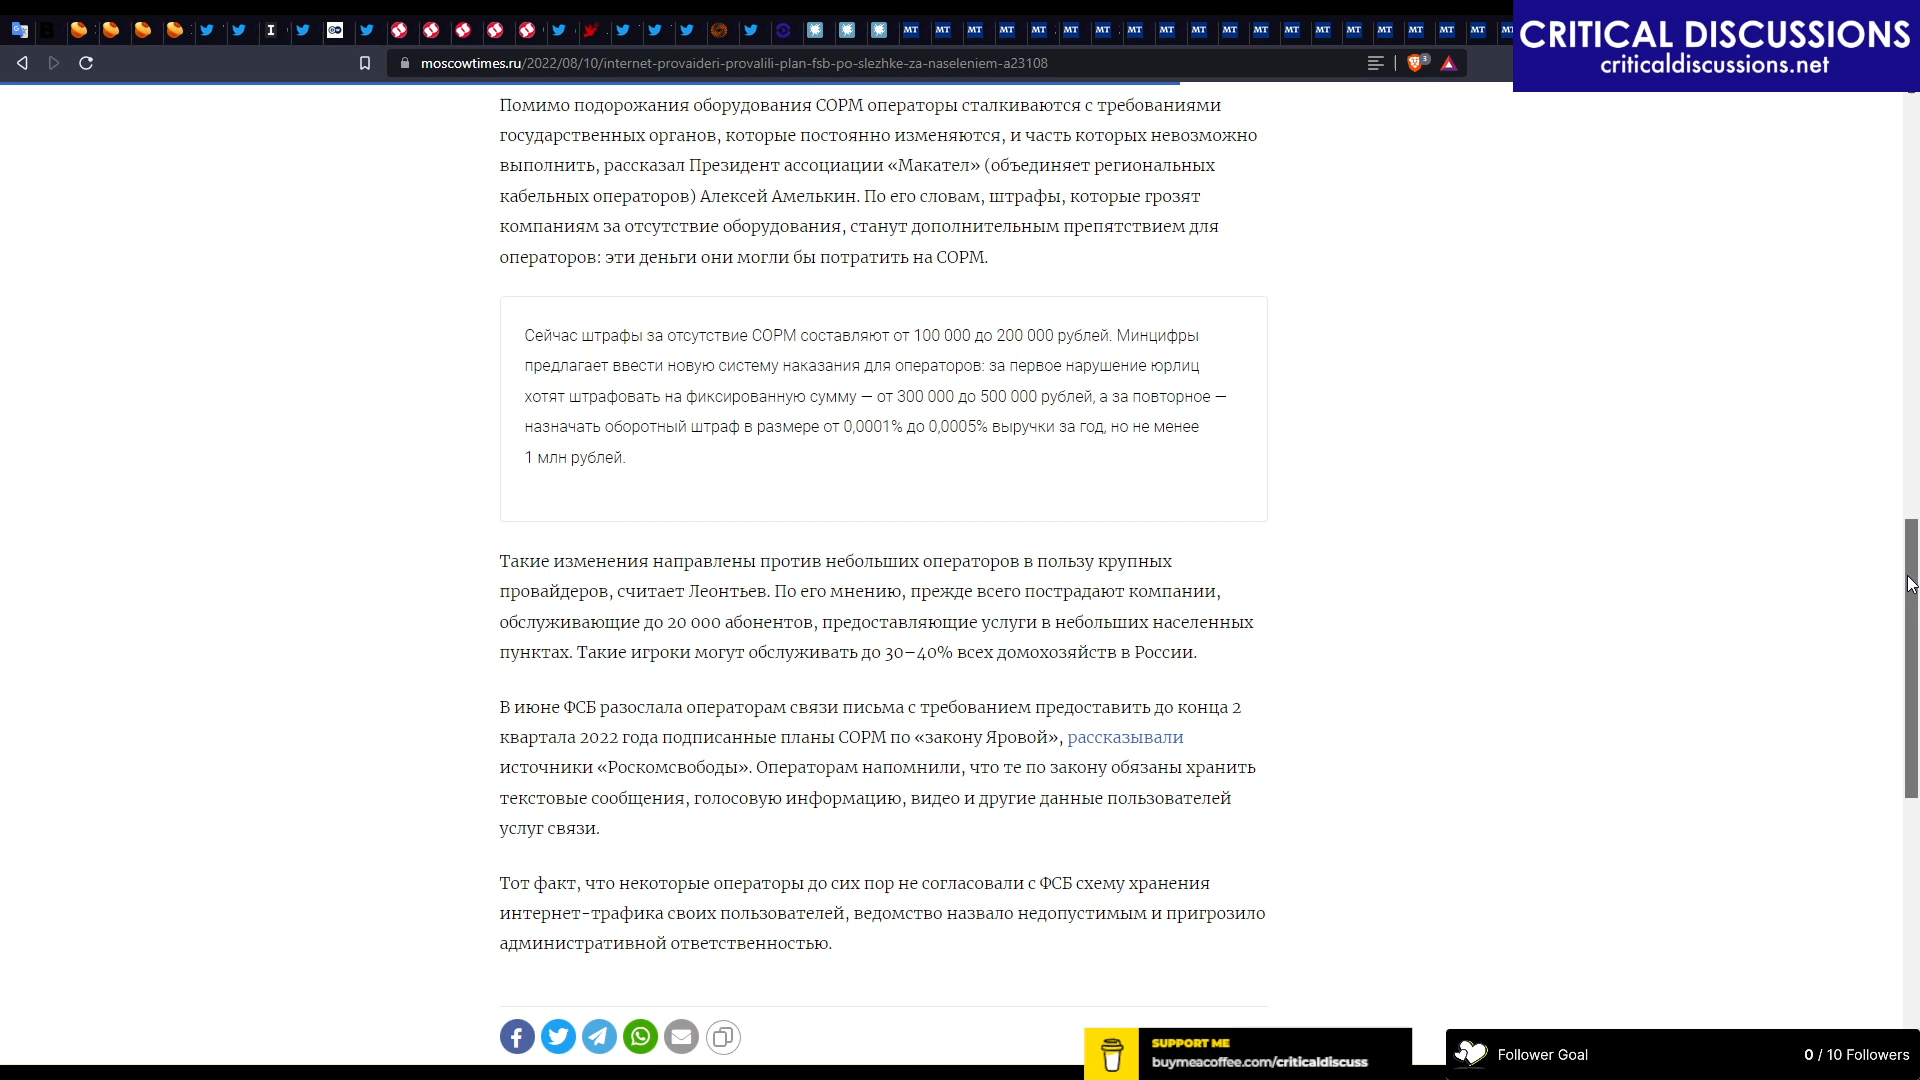 CRITICAL DISCUSSIONS
criticaldiscussions.net
moscowtimes.ru/2022/08/10/internet-provaideri-provalili-plan-fsb-po-slezhke-za-naseleniem-a23108
3
Помимо подорожания оборудования СОРМ операторы сталкиваются с требованиями
государственных органов, которые постоянно изменяются, и часть которых невозможно
выполнить, рассказал Президент ассоциации «Макател» (объединяет региональных
кабельных операторов) Алексей Амелькин. По его словам, штрафы, которые грозят
компаниям за отсутствие оборудования, станут дополнительным препятствием для
операторов: эти деньги они могли бы потратить на СОРМ.
Сейчас штрафы за отсутствие СОРМ составляют от 100 000 до 200 000 рублей. Минцифры
предлагает ввести новую систему наказания для операторов: за первое нарушение юрлиц
хотят штрафовать на фиксированную сумму — от 300 000 до 500 000 рублей, а за повторное —
назначать оборотный штраф в размере от 0,0001% до 0,0005% выручки за год, но не менее
1 млн рублей.
Такие изменения направлены против небольших операторов в пользу крупных
провайдеров, считает Леонтьев. По его мнению, прежде всего пострадают компании,
обслуживающие до 20 000 абонентов, предоставляющие услуги в небольших населенных
пунктах. Такие игроки могут обслуживать до 30–40% всех домохозяйств в России.
В июне ФСБ разослала операторам связи письма с требованием предоставить до конца 2
квартала 2022 года подписанные планы СОРМ по «закону Яровой», рассказывали
источники «Роскомсвободы». Операторам напомнили, что те по закону обязаны хранить
текстовые сообщения, голосовую информацию, видео и другие данные пользователей
услуг связи.
Тот факт, что некоторые операторы до сих пор не согласовали с ФСБ схему хранения
интернет-трафика своих пользователей, ведомство назвало недопустимым и пригрозило
административной ответственностью.
SUPPORT ME
buymeacoffee.com/criticaldiscuss
Follower Goal
0 / 10 Followers